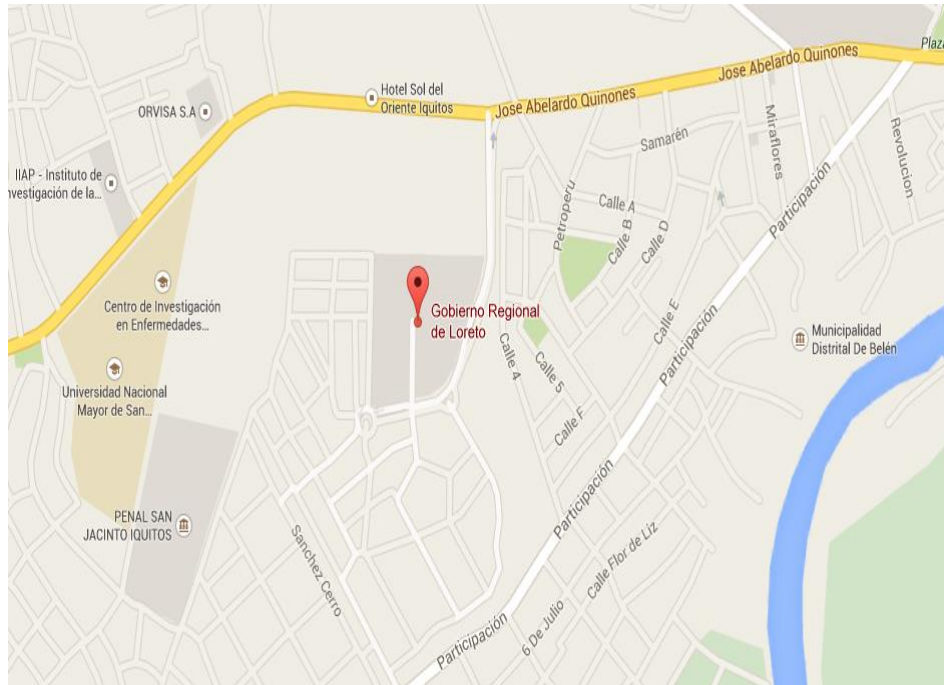 Plaza
Jose Abelardo Quinones
Jose Abelardo Quinones
Hotel Sol del
Oriente Iquitos
ORVISA S.A
Samarén
Miraflores
Revolucion
IIAP - Instituto de
nvestigación de la...
Calle A
Petroperu
Calle B
Calle D
Participación
Centro de Investigación
en Enfermedades...
Gobierno Regional
de Loreto
Calle E
Municipalidad
Distrital De Belén
Calle 4
Calle 5
Participación
Universidad Nacional
Mayor de San...
Calle F
PENAL SAN
JACINTO IQUITOS
Participación
Sanchez Cerro
Calle Flor de Liz
6 De Julio
Participación